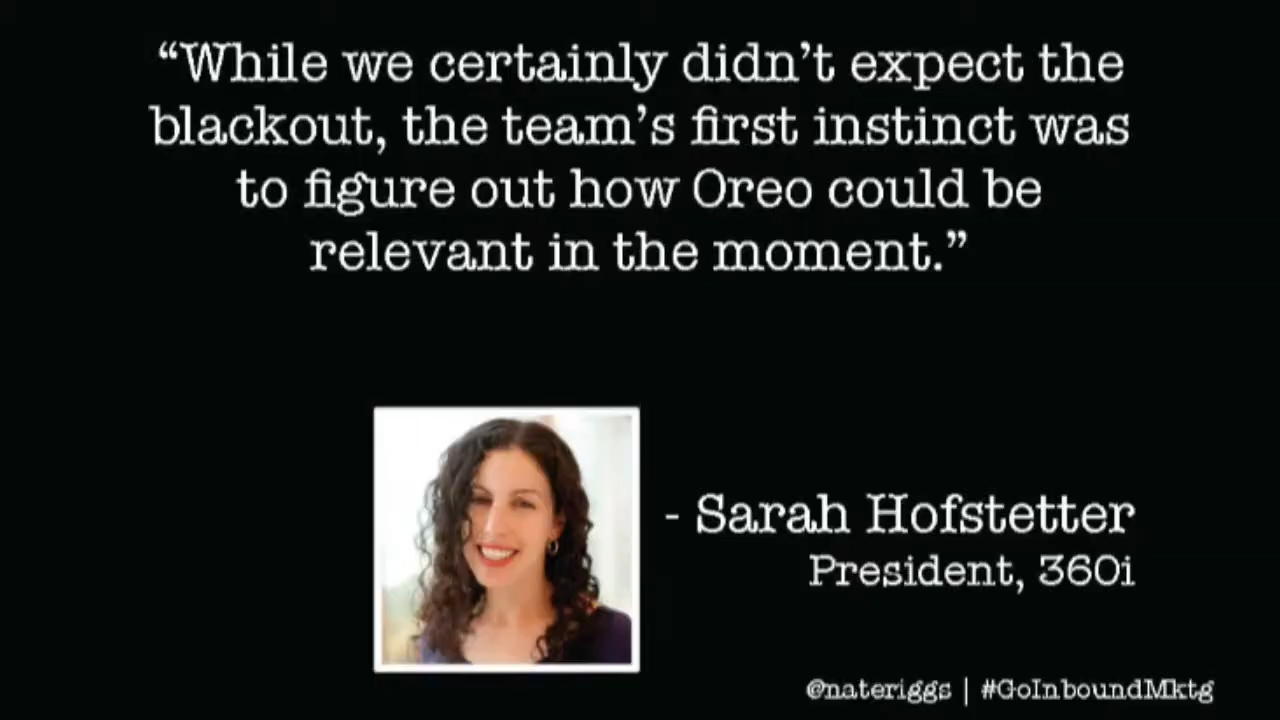 “While we certainly didn’t expect the
blackout, the team’s first instinct was
to figure out how Oreo could be
relevant in the moment.”
- Sarah Hofstetter
President, 360i
@nateriggs | #GoInboundMktg